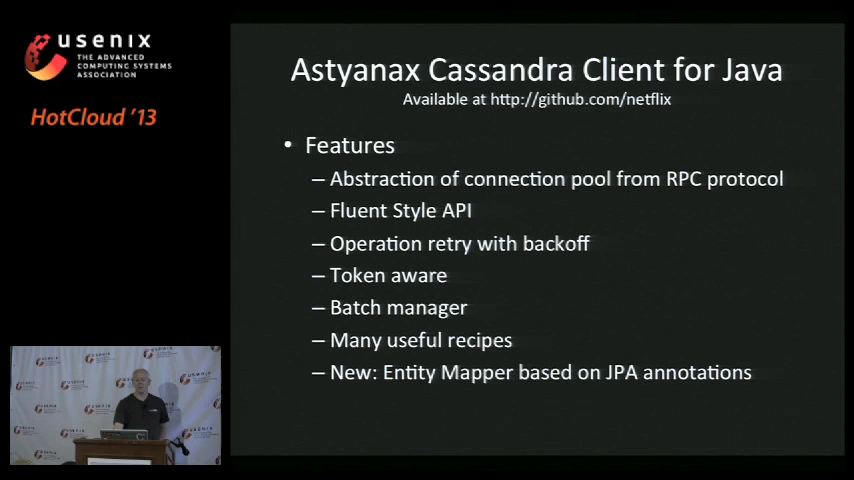 usenix
THE ADVANCED
COMPUTING SYSTEMS
ASSOCIATION
HotCloud '13
Astyanax Cassandra Client for Java
Available at http://github.com/netflix
• Features
– Abstraction of connection pool from RPC protocol
– Fluent Style API
– Operation retry with backoff
– Token aware
– Batch manager
– Many useful recipes
– New: Entity Mapper based on JPA annotations